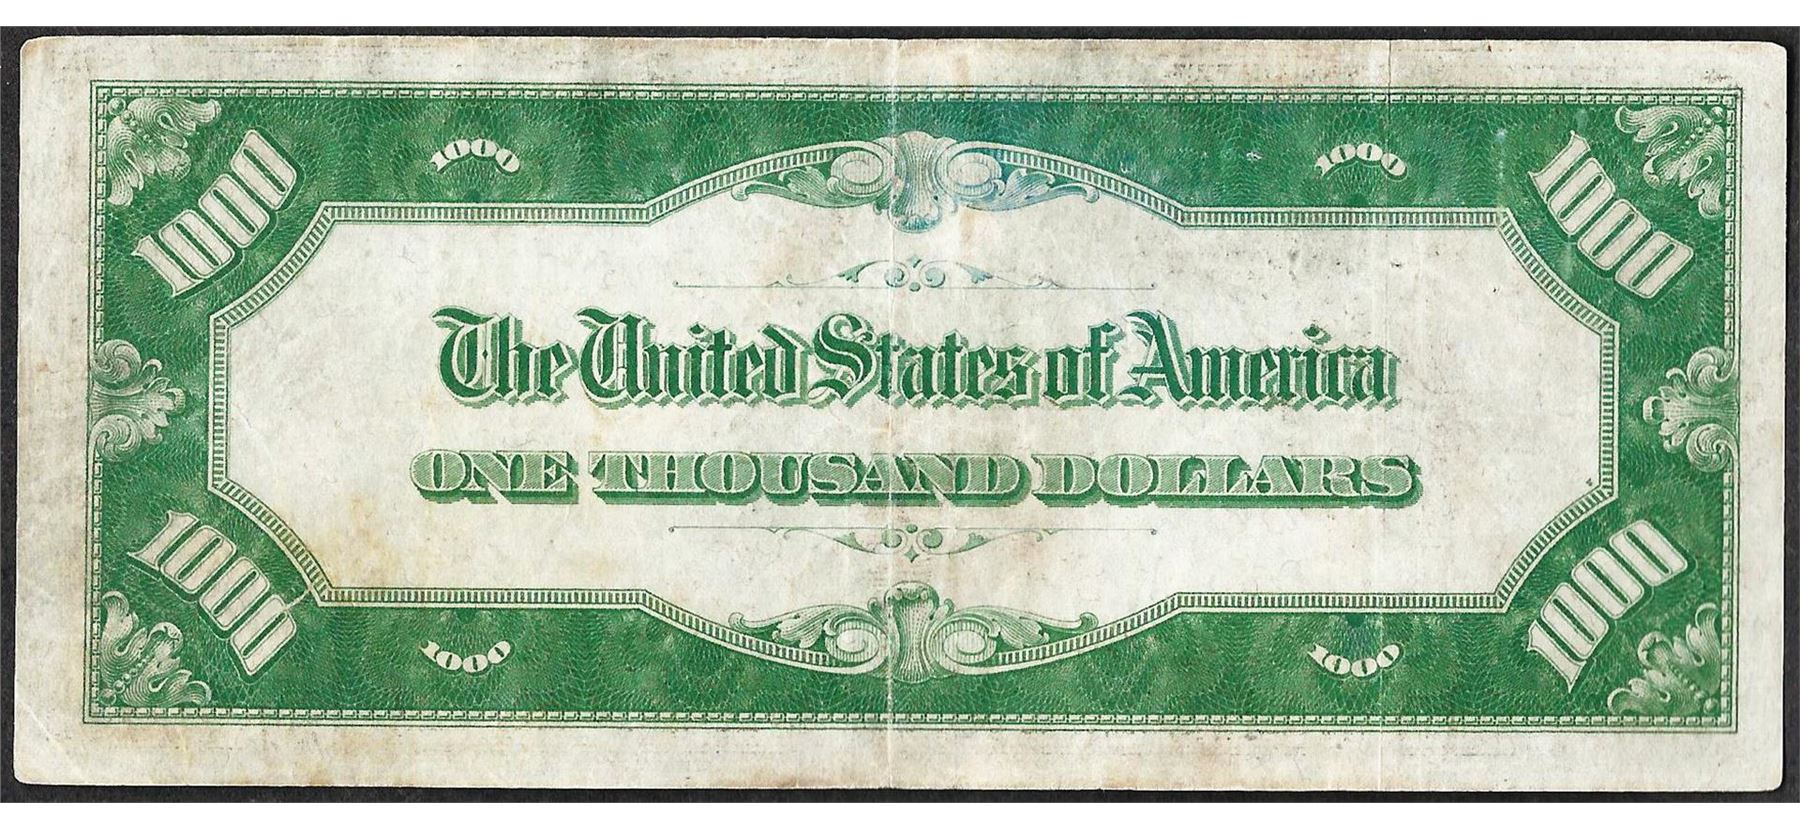 1000 1000 1000 1000
The United States of America
ONE THOUSAND DOLLARS
1000 1000 1000 1000